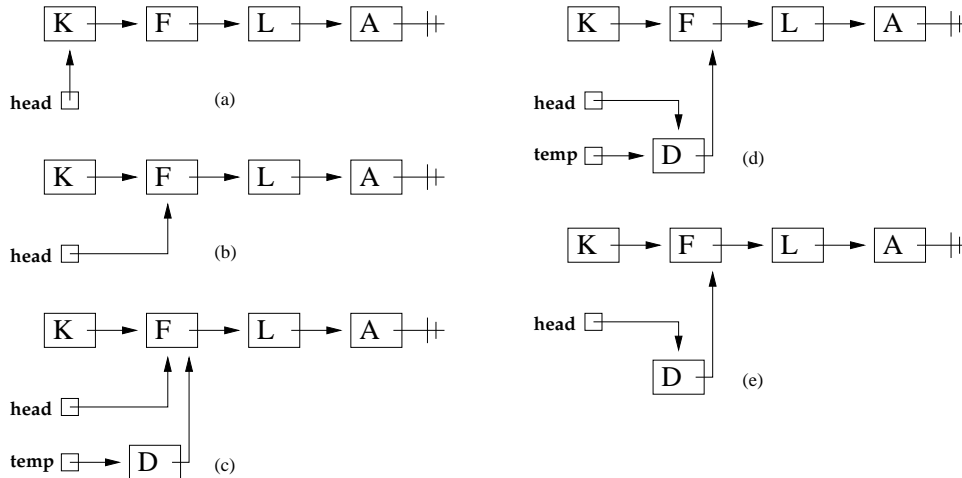 K F L A
head
(a)
K F L A
head
(b)
K F L A
head
temp
D
(c)
K F L A
head
temp
D
(d)
K F L A
head
D
(e)